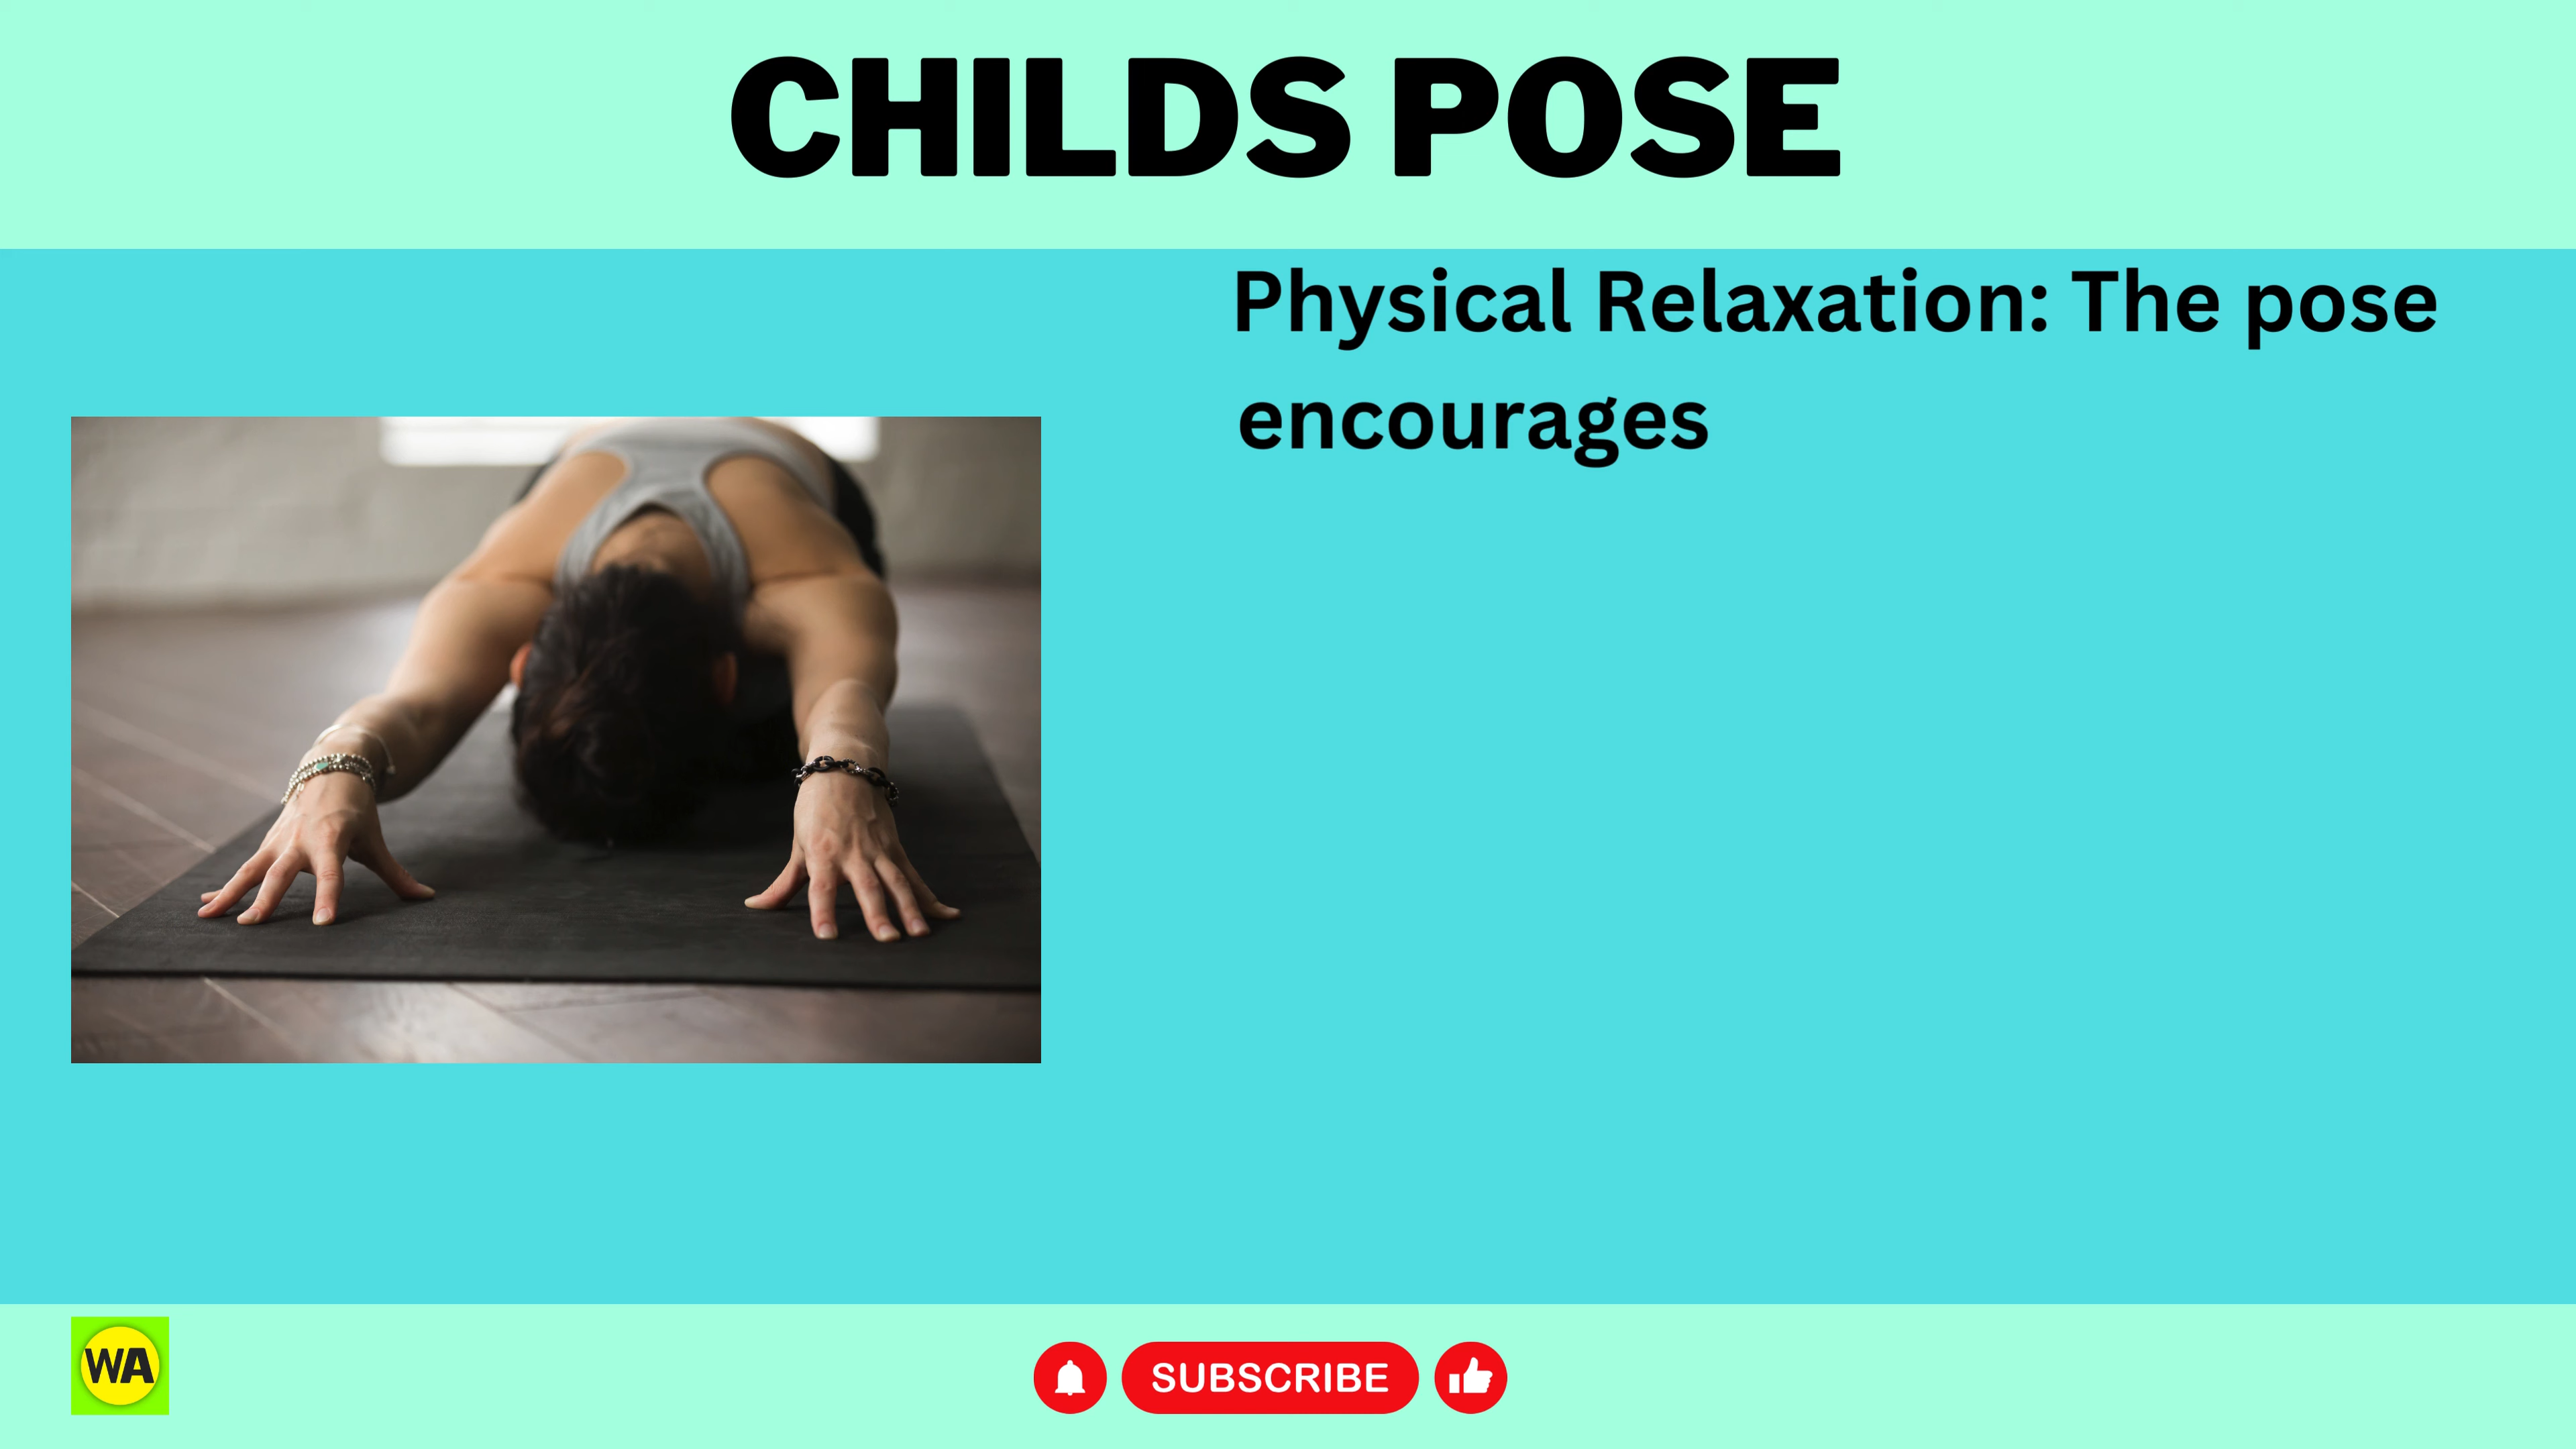 CHILDS POSE
Physical Relaxation: The pose
encourages
WA
SUBSCRIBE